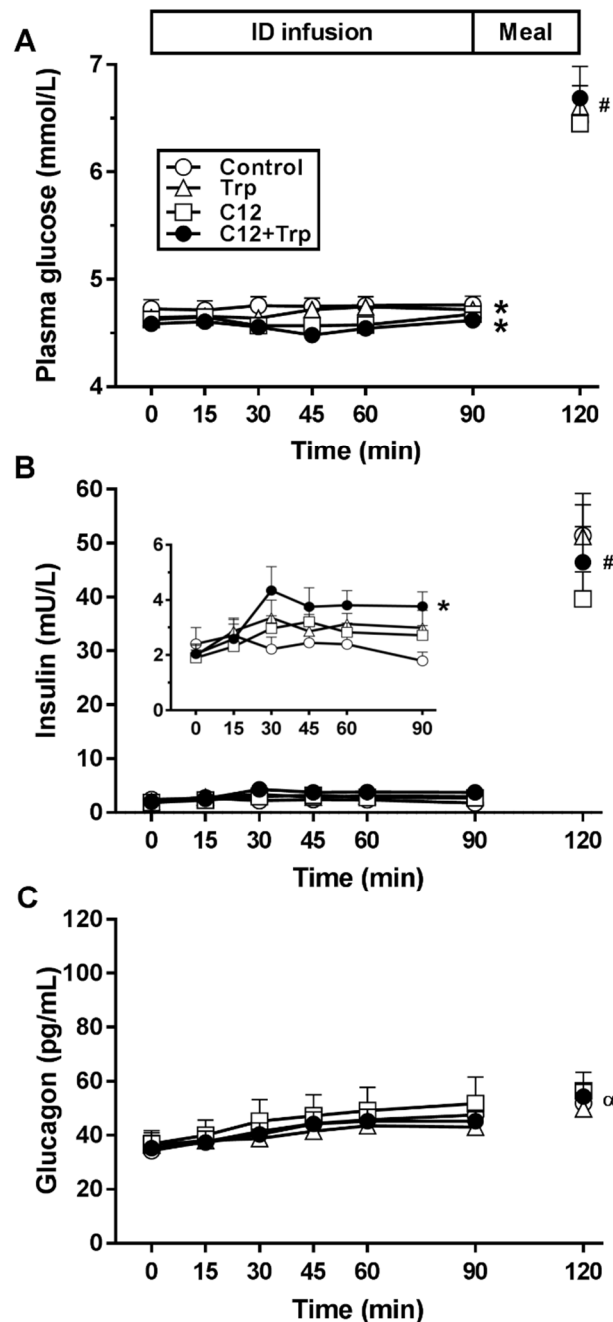 A
ID infusion Meal
Plasma glucose (mmol/L)
7
5
4
#
Control
Trp
C12
C12+Trp
*
*
0 15 30 45 60 90 120
Time (min)
B
Insulin (mU/L)
60
50
40
30
20
10
0
#
6
4
2
0
*
0 15 30 45 60 90
0 15 30 45 60 90 120
Time (min)
C
Glucagon (pg/mL)
120
100
80
60
40
20
0
α
0 15 30 45 60 90 120
Time (min)